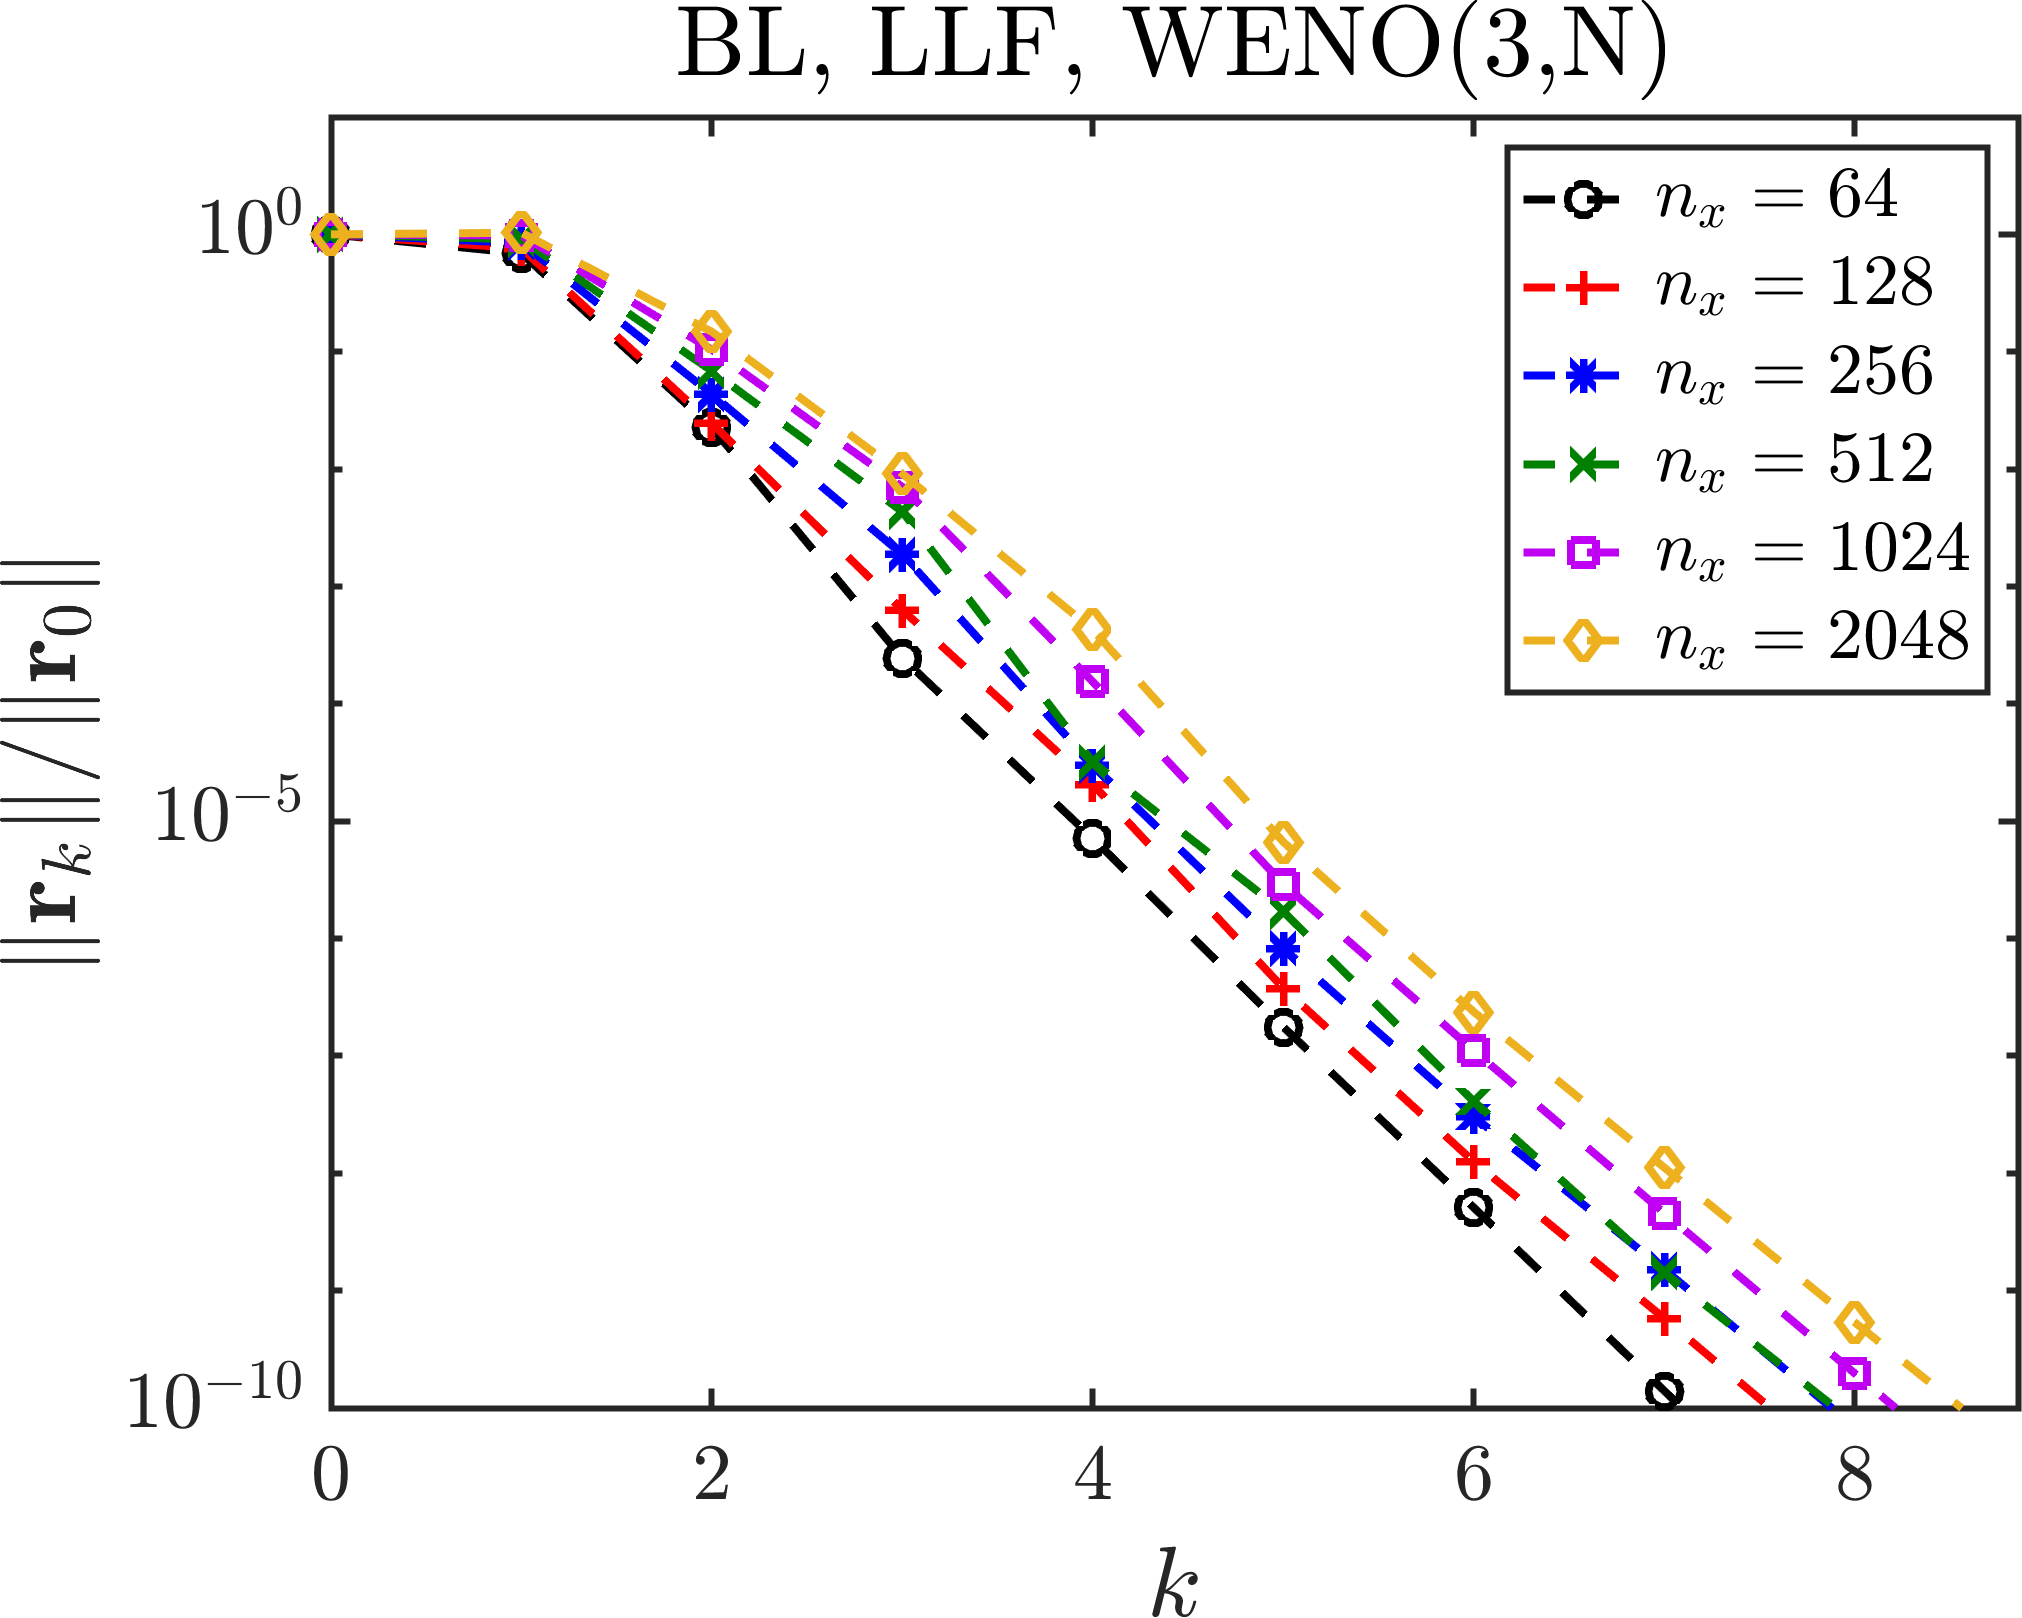 BL, LLF, WENO(3,N)
‖r_k‖/‖r_0‖
10^0
10^{-5}
10^{-10}
n_x = 64
n_x = 128
n_x = 256
n_x = 512
n_x = 1024
n_x = 2048
0 2 4 6 8
k